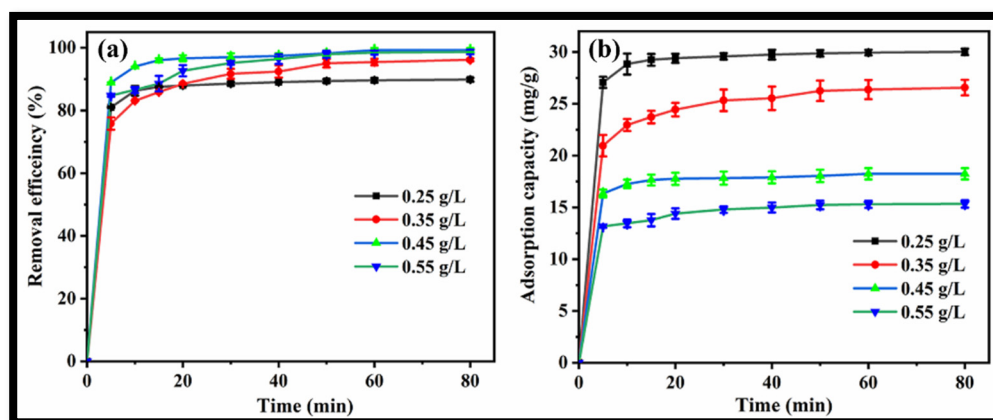 (a)
Removal efficeincy (%)
100
80
60
40
20
0
0.25 g/L
0.35 g/L
0.45 g/L
0.55 g/L
0 20 40 60 80
Time (min)
(b)
Adsorption capacity (mg/g)
30
25
20
15
10
5
0
0.25 g/L
0.35 g/L
0.45 g/L
0.55 g/L
0 20 40 60 80
Time (min)